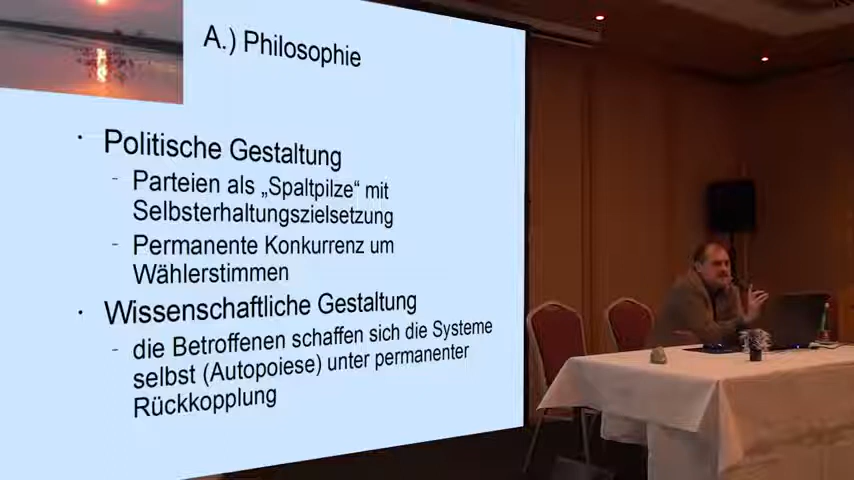 A.) Philosophie
• Politische Gestaltung
- Parteien als „Spaltpilze“ mit
Selbsterhaltungszielsetzung
- Permanente Konkurrenz um
Wählerstimmen
• Wissenschaftliche Gestaltung
- die Betroffenen schaffen sich die Systeme
selbst (Autopoiese) unter permanenter
Rückkopplung